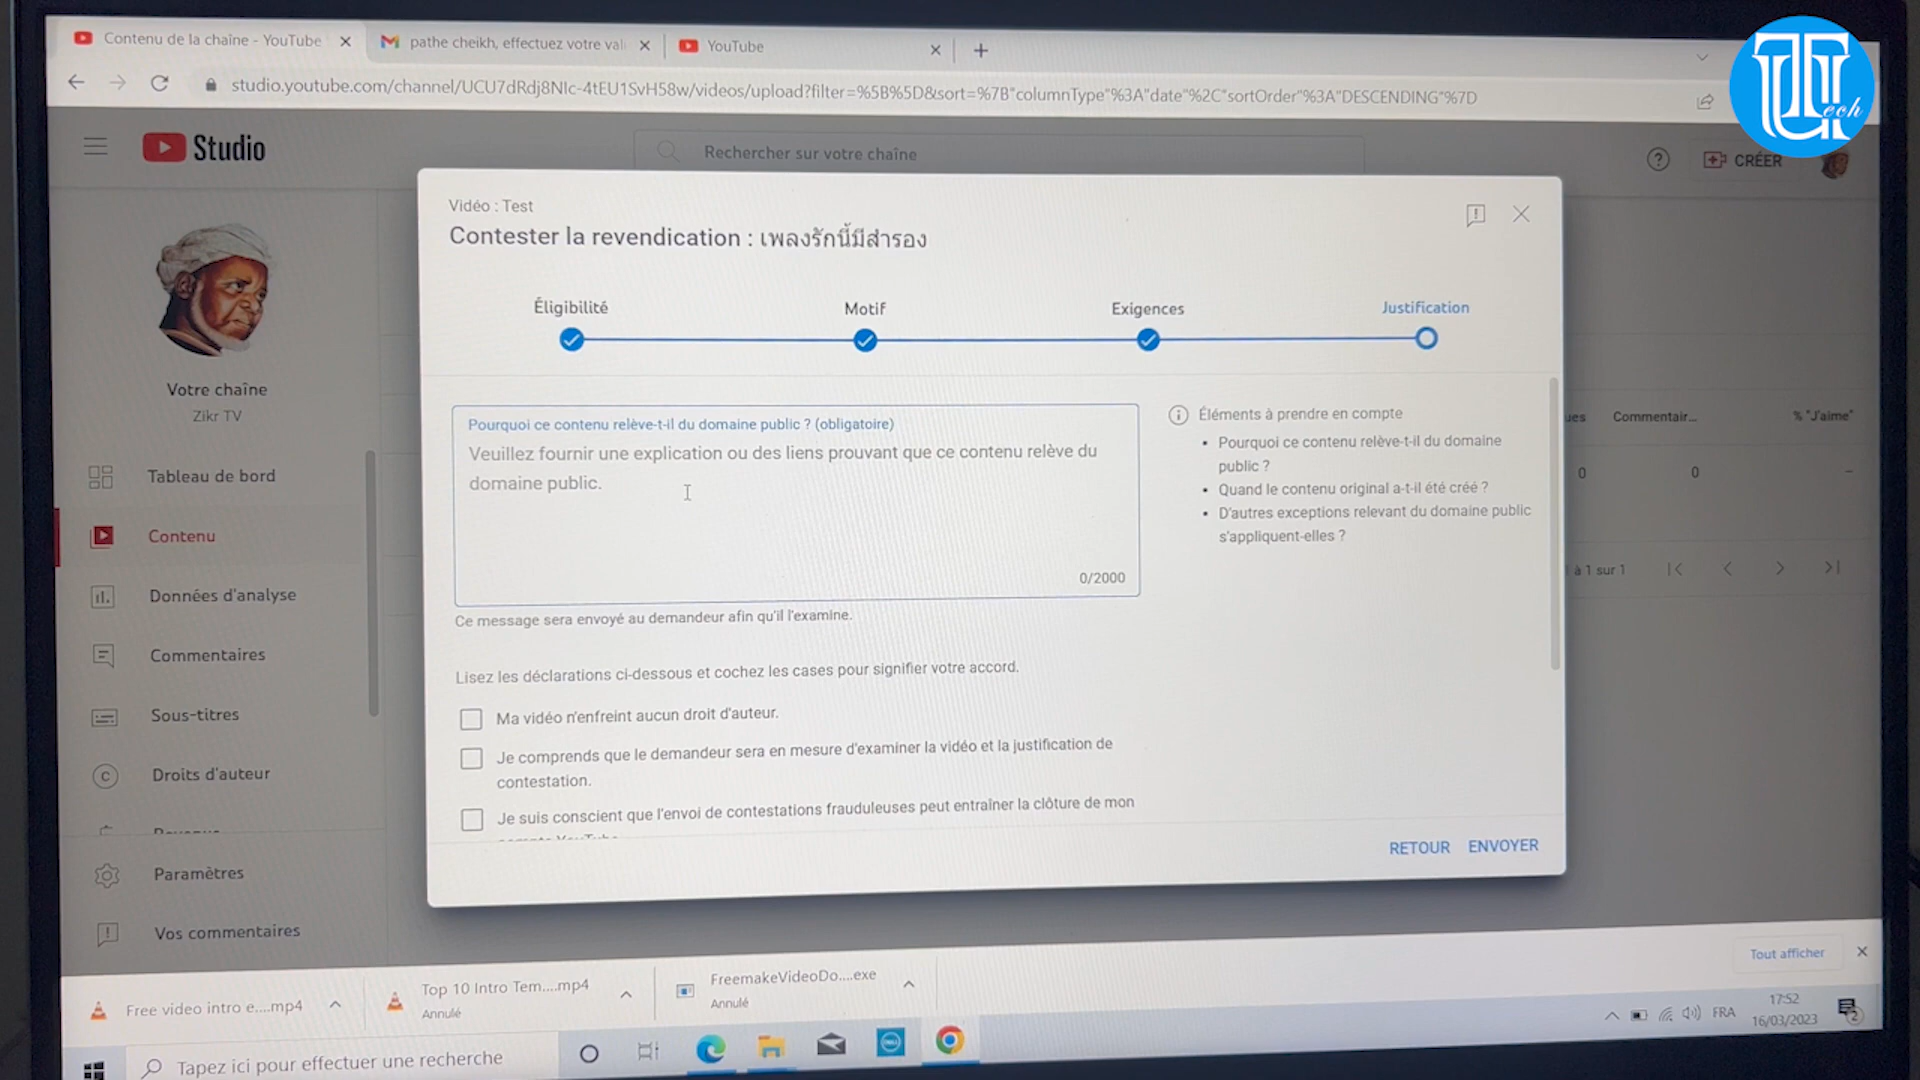 Contenu de la chaîne - YouTube
pathe cheikh, effectuez votre vali
YouTube
studio.youtube.com/channel/UCU7dRdj8NIc-4tEU1SvH58w/videos/upload?filter=%5B%5D&sort=%7B"columnType"%3A"date"%2C"sortOrder"%3A"DESCENDING"%7D
Tech
Studio
Rechercher sur votre chaîne
CRÉER
Vidéo : Test
Contester la revendication : เพลงรักนี้มีสำรอง
Éligibilité
Motif
Exigences
Justification
Votre chaîne
Zikr TV
Tableau de bord
Contenu
Données d'analyse
Commentaires
Sous-titres
Droits d'auteur
Paramètres
Vos commentaires
Pourquoi ce contenu relève-t-il du domaine public ? (obligatoire)
Veuillez fournir une explication ou des liens prouvant que ce contenu relève du
domaine public.
0/2000
Ce message sera envoyé au demandeur afin qu'il l'examine.
Éléments à prendre en compte
• Pourquoi ce contenu relève-t-il du domaine
public ?
• Quand le contenu original a-t-il été créé ?
• D'autres exceptions relevant du domaine public
s'appliquent-elles ?
Lisez les déclarations ci-dessous et cochez les cases pour signifier votre accord.
Ma vidéo n'enfreint aucun droit d'auteur.
Je comprends que le demandeur sera en mesure d'examiner la vidéo et la justification de
contestation.
Je suis conscient que l'envoi de contestations frauduleuses peut entraîner la clôture de mon
RETOUR
ENVOYER
ues
Commentair...
% "J'aime"
0
0
–
à 1 sur 1
Free video intro e....mp4
Top 10 Intro Tem....mp4
Annulé
FreemakeVideoDo....exe
Annulé
Tout afficher
Tapez ici pour effectuer une recherche
DELL
FRA
17:52
16/03/2023
2